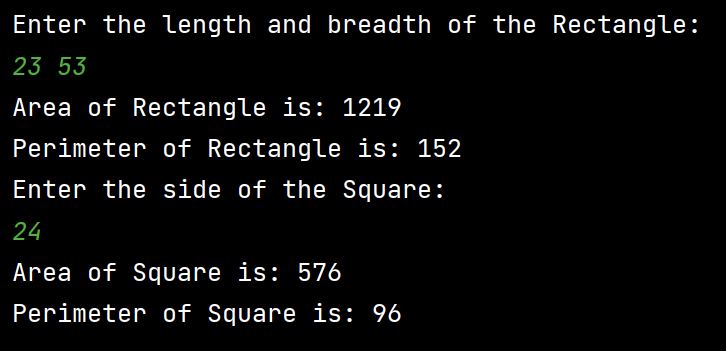 Enter the length and breadth of the Rectangle:
23 53
Area of Rectangle is: 1219
Perimeter of Rectangle is: 152
Enter the side of the Square:
24
Area of Square is: 576
Perimeter of Square is: 96